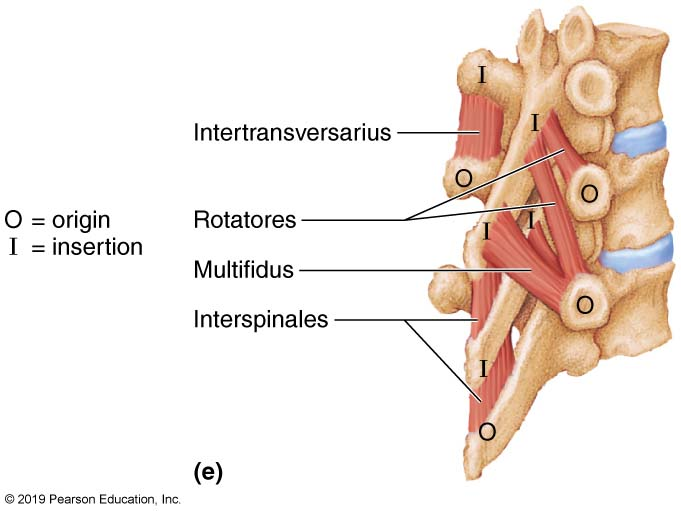 I
Intertransversarius
I
O
O
O = origin
Rotatores
I
I
I = insertion
Multifidus
O
Interspinales
I
O
(e)
© 2019 Pearson Education, Inc.